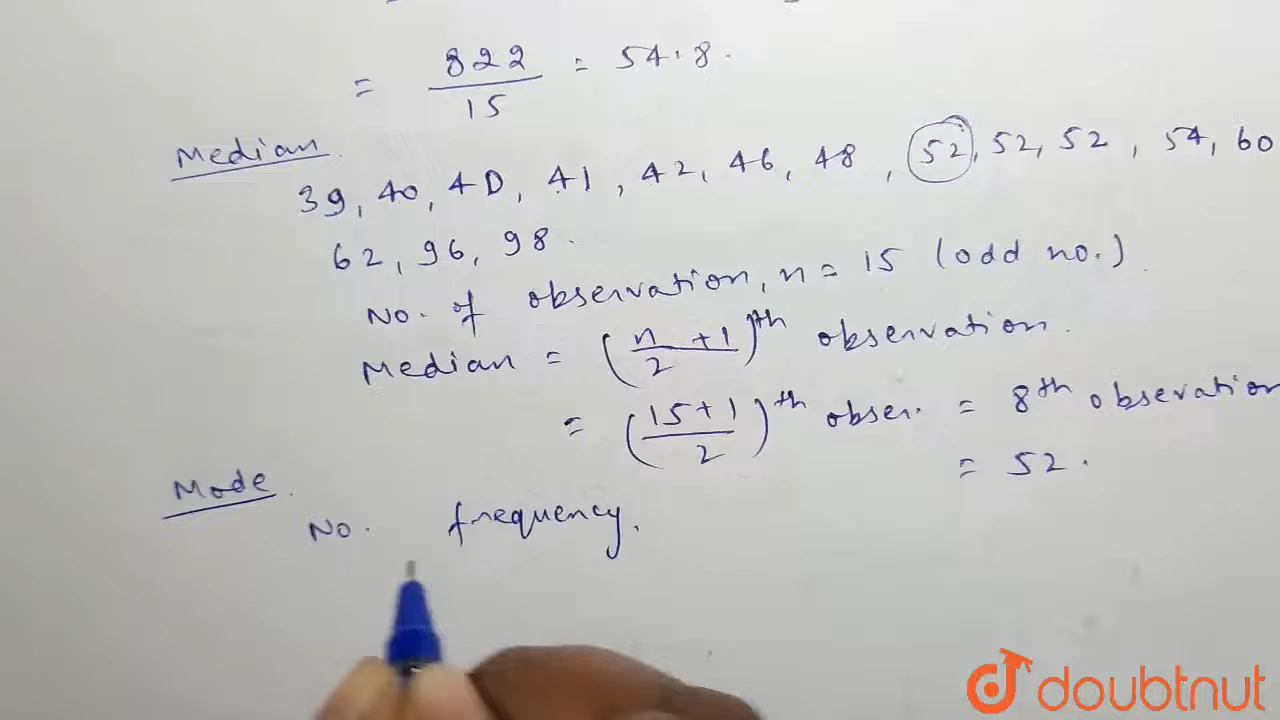 = 822/15 = 54.8.
Median.
39, 40, 40, 41, 42, 46, 48, 52, 52, 52, 54, 60
62, 96, 98.
No. of observation, n = 15 (odd no.)
Median = (n+1/2)th observation.
= (15+1/2)th obser. = 8th obsevation
= 52.
Mode.
No. frequency.
doubtnut